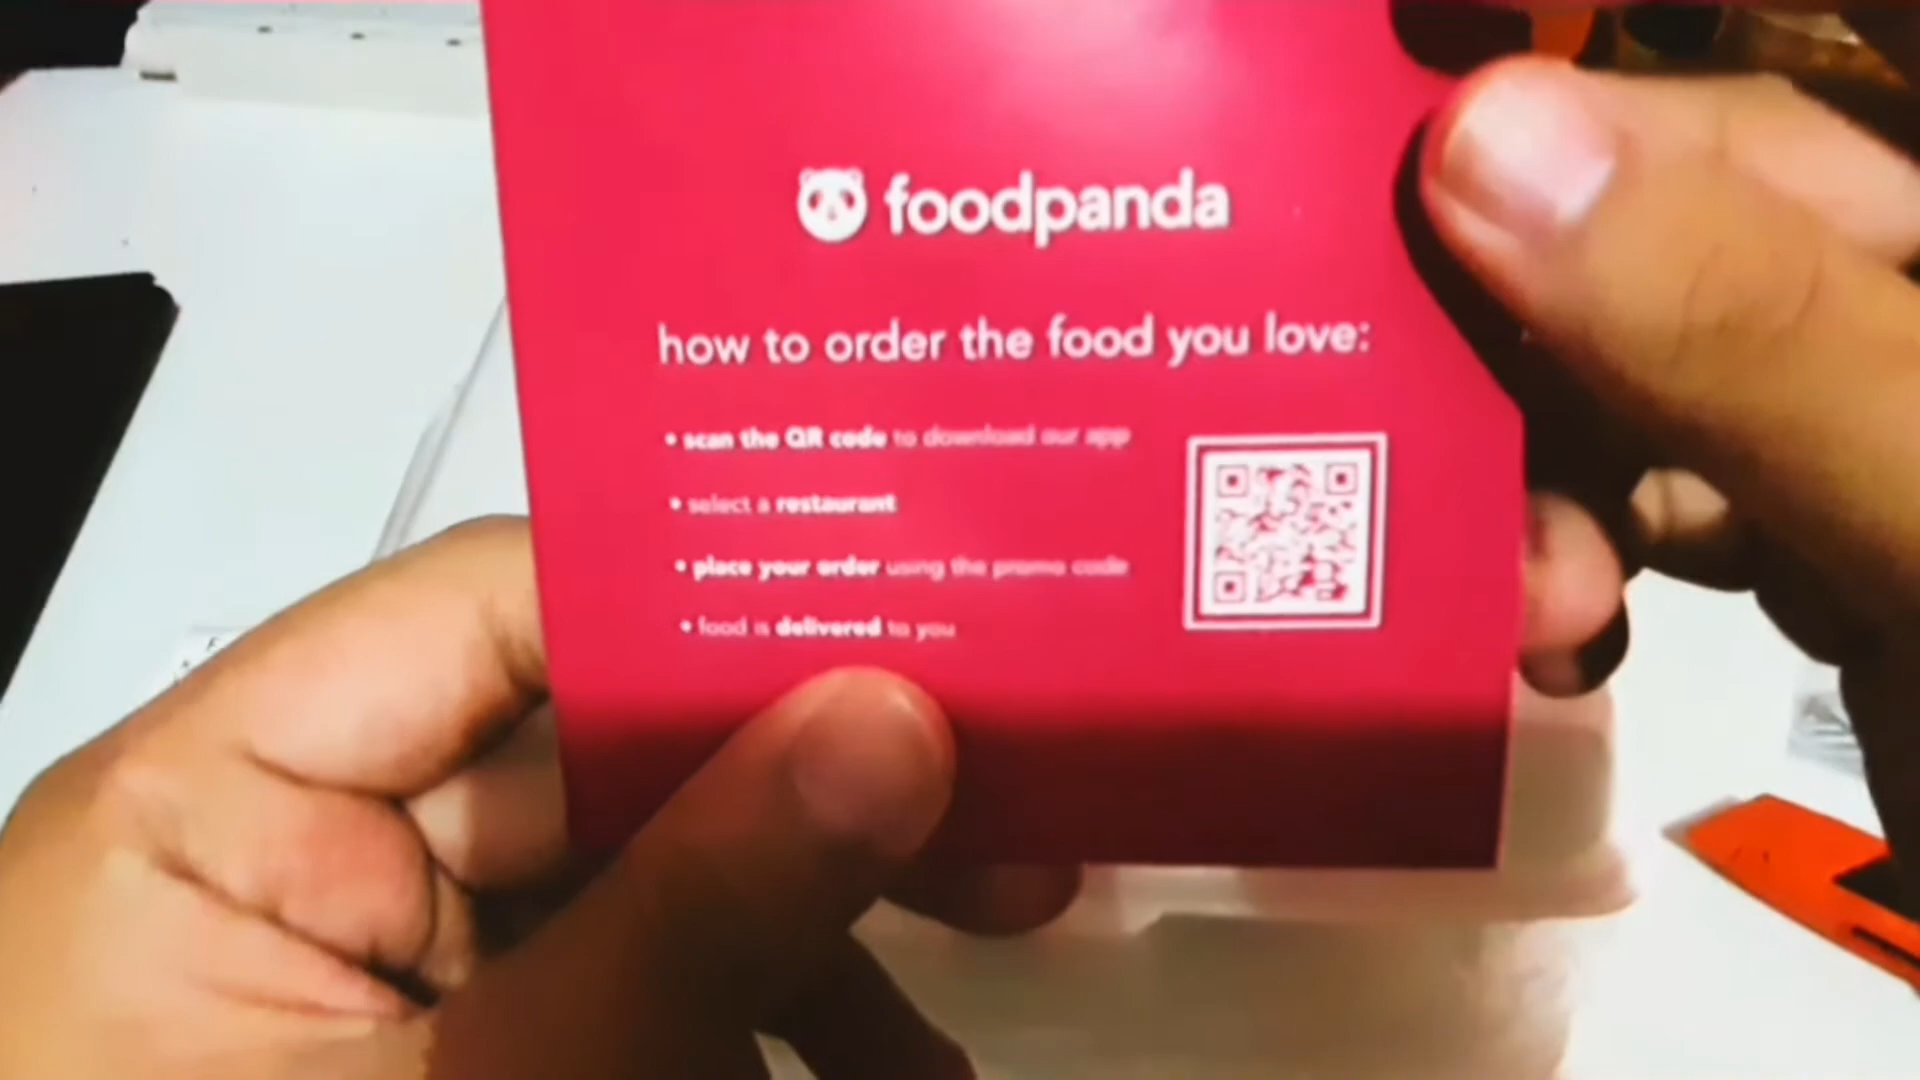 foodpanda
how to order the food you love:
• scan the QR code to download our app
• select a restaurant
• place your order using the promo code
• food is delivered to you